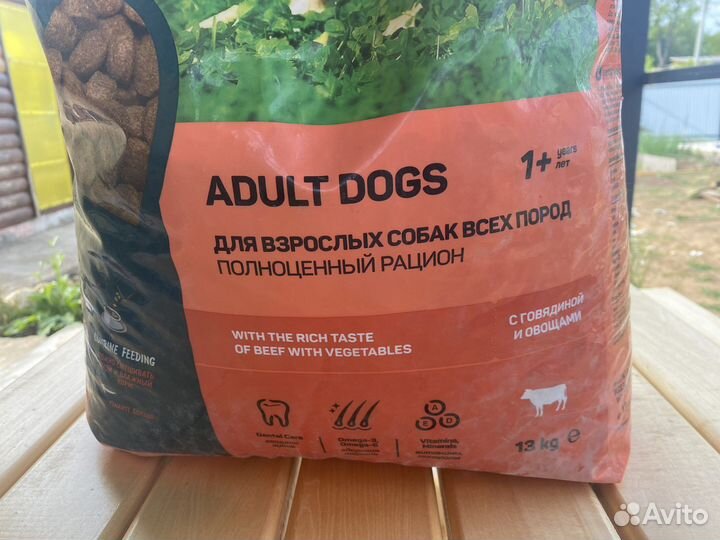 ADULT DOGS
1+ years
лет
ДЛЯ ВЗРОСЛЫХ СОБАК ВСЕХ ПОРОД
ПОЛНОЦЕННЫЙ РАЦИОН
WITH THE RICH TASTE
OF BEEF WITH VEGETABLES
С ГОВЯДИНОЙ
И ОВОЩАМИ
FEEDING
Dental Care
Omega-3,
Omega-6
A
E D
Vitamins,
Minerals
13 kg e
Avito